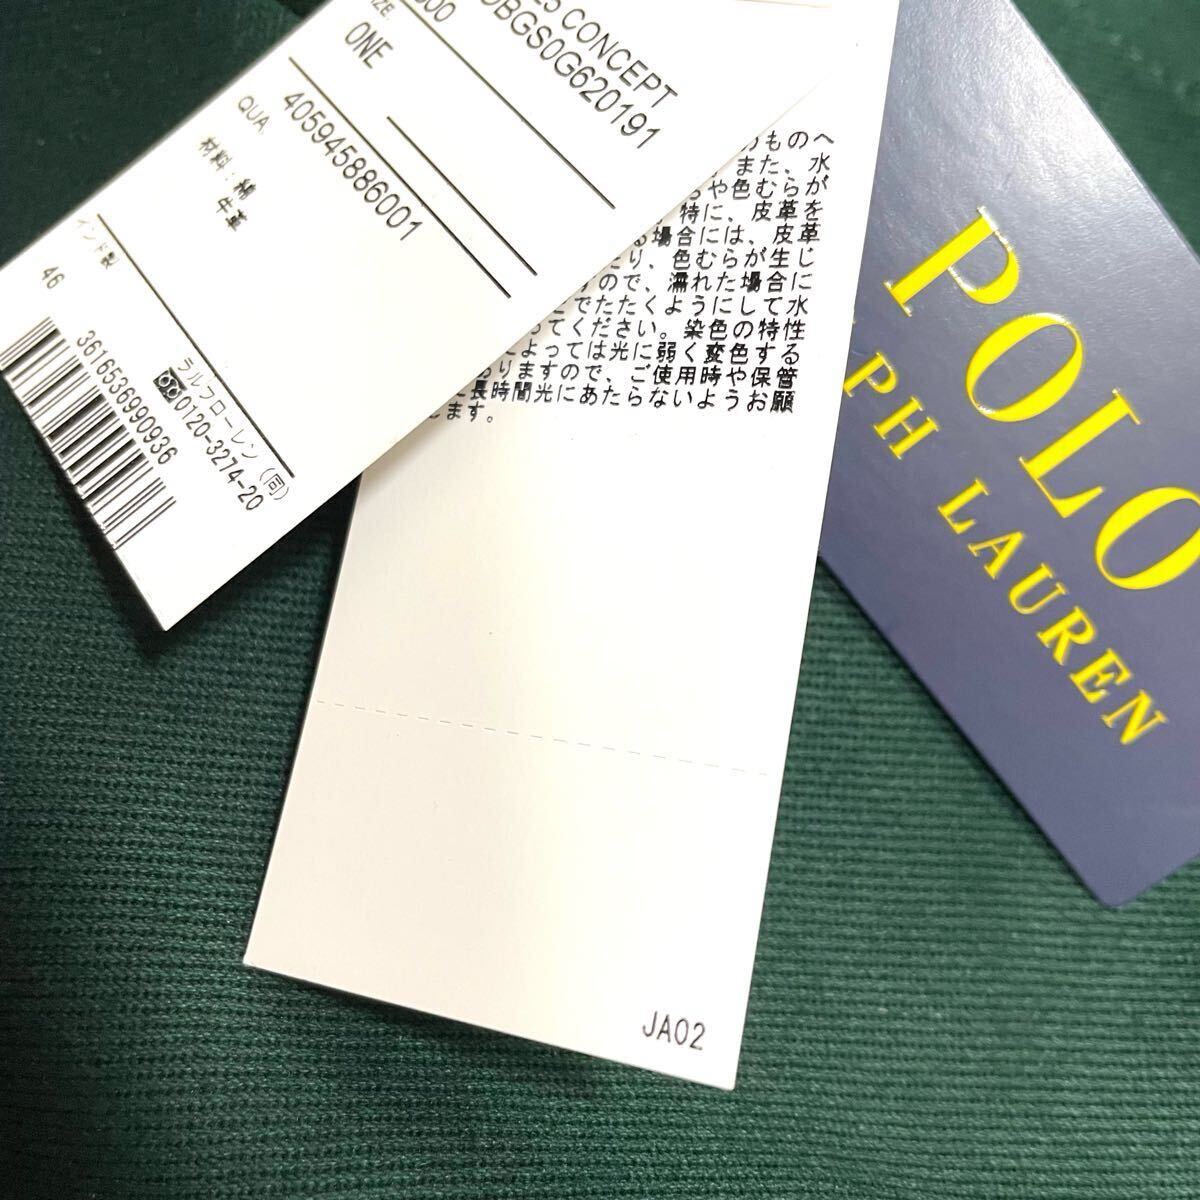 CONCEPT
DBGS0G620191
ONE
QUA.
405945886001
材料：綿
牛革
インド製
46
ラルフローレン（同）
0120-3274-20
3616536990936
ものへ
また、水
や色むらが
特に、皮革を
場合には、皮革
り、色むらが生じ
ので、濡れた場合に
でたたくようにして水
ってください。染色の特性
よっては光に弱く変色する
りますので、ご使用時や保管
長時間光にあたらないようお願
します。
JA02
POLO
PH LAUREN